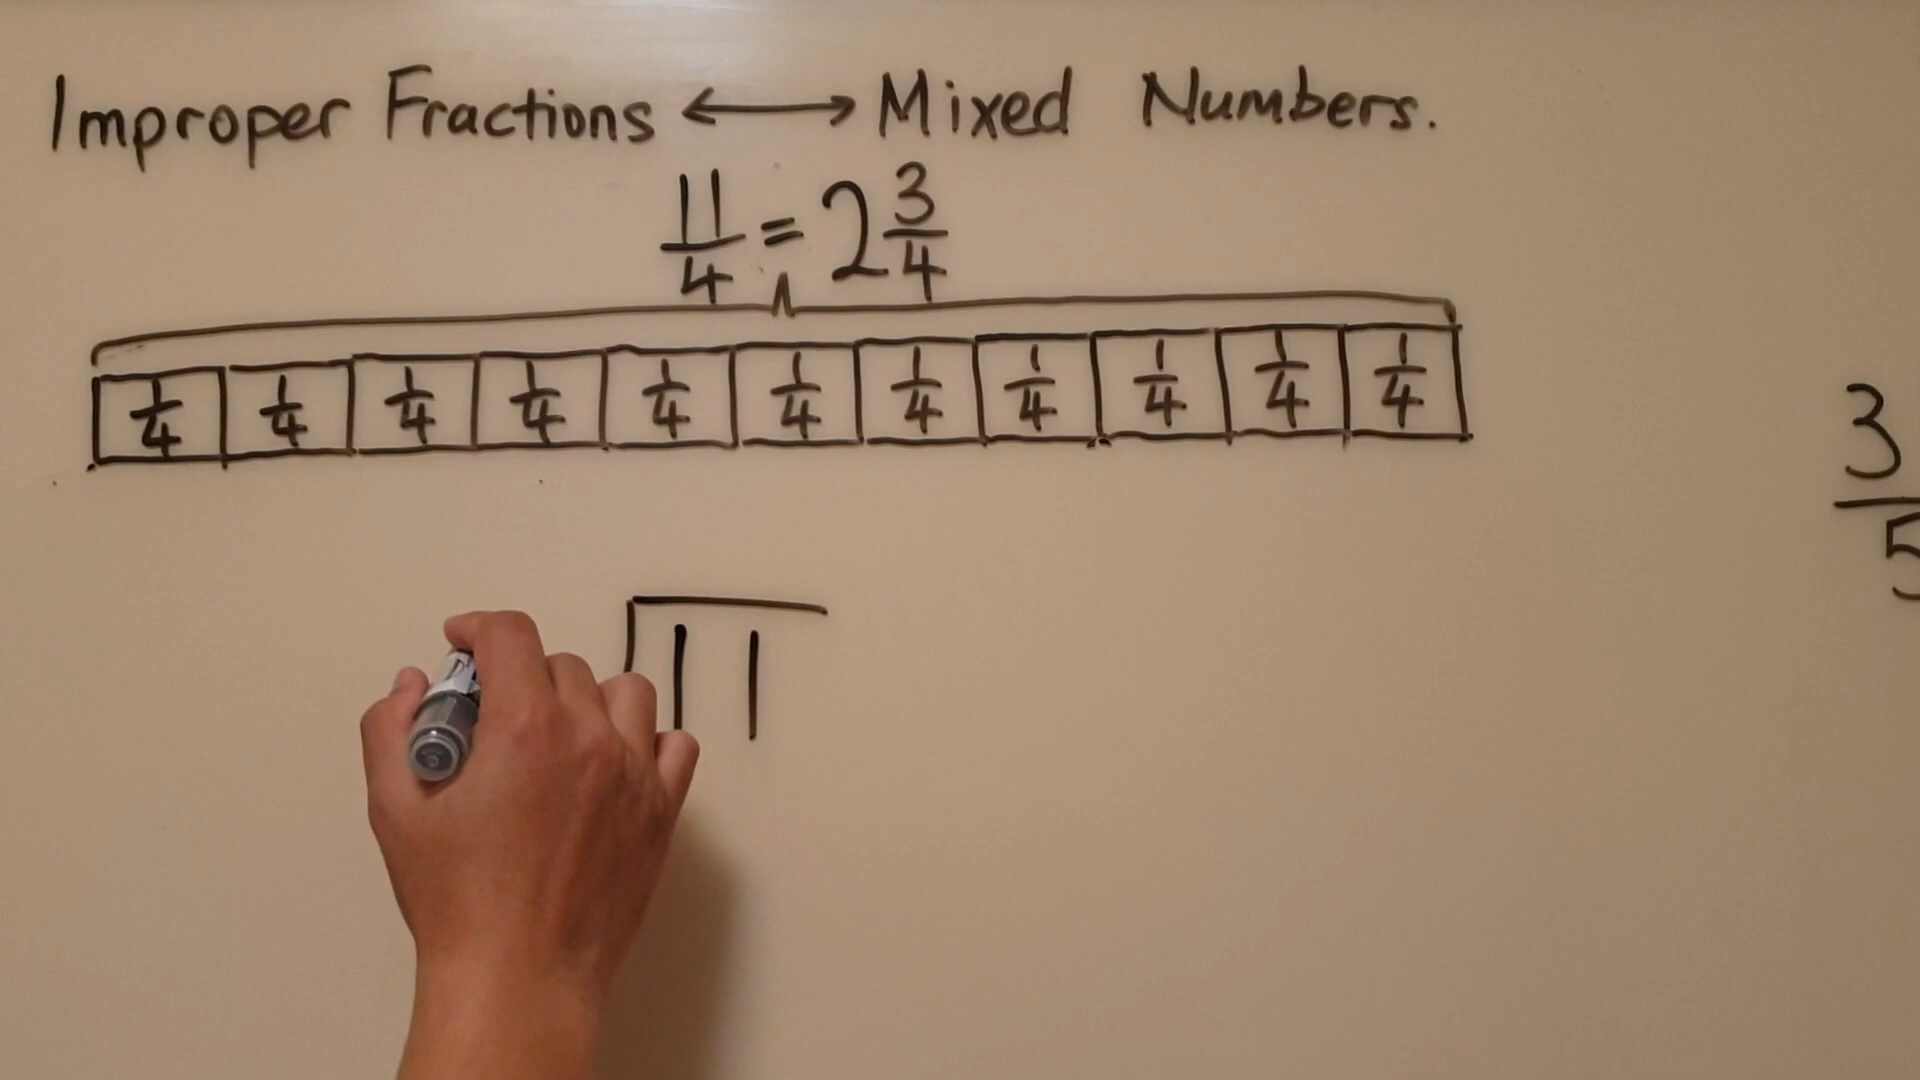 Improper Fractions ⟷ Mixed Numbers.
11/4 = 2 3/4
1/4 1/4 1/4 1/4 1/4 1/4 1/4 1/4 1/4 1/4 1/4
3/5
11